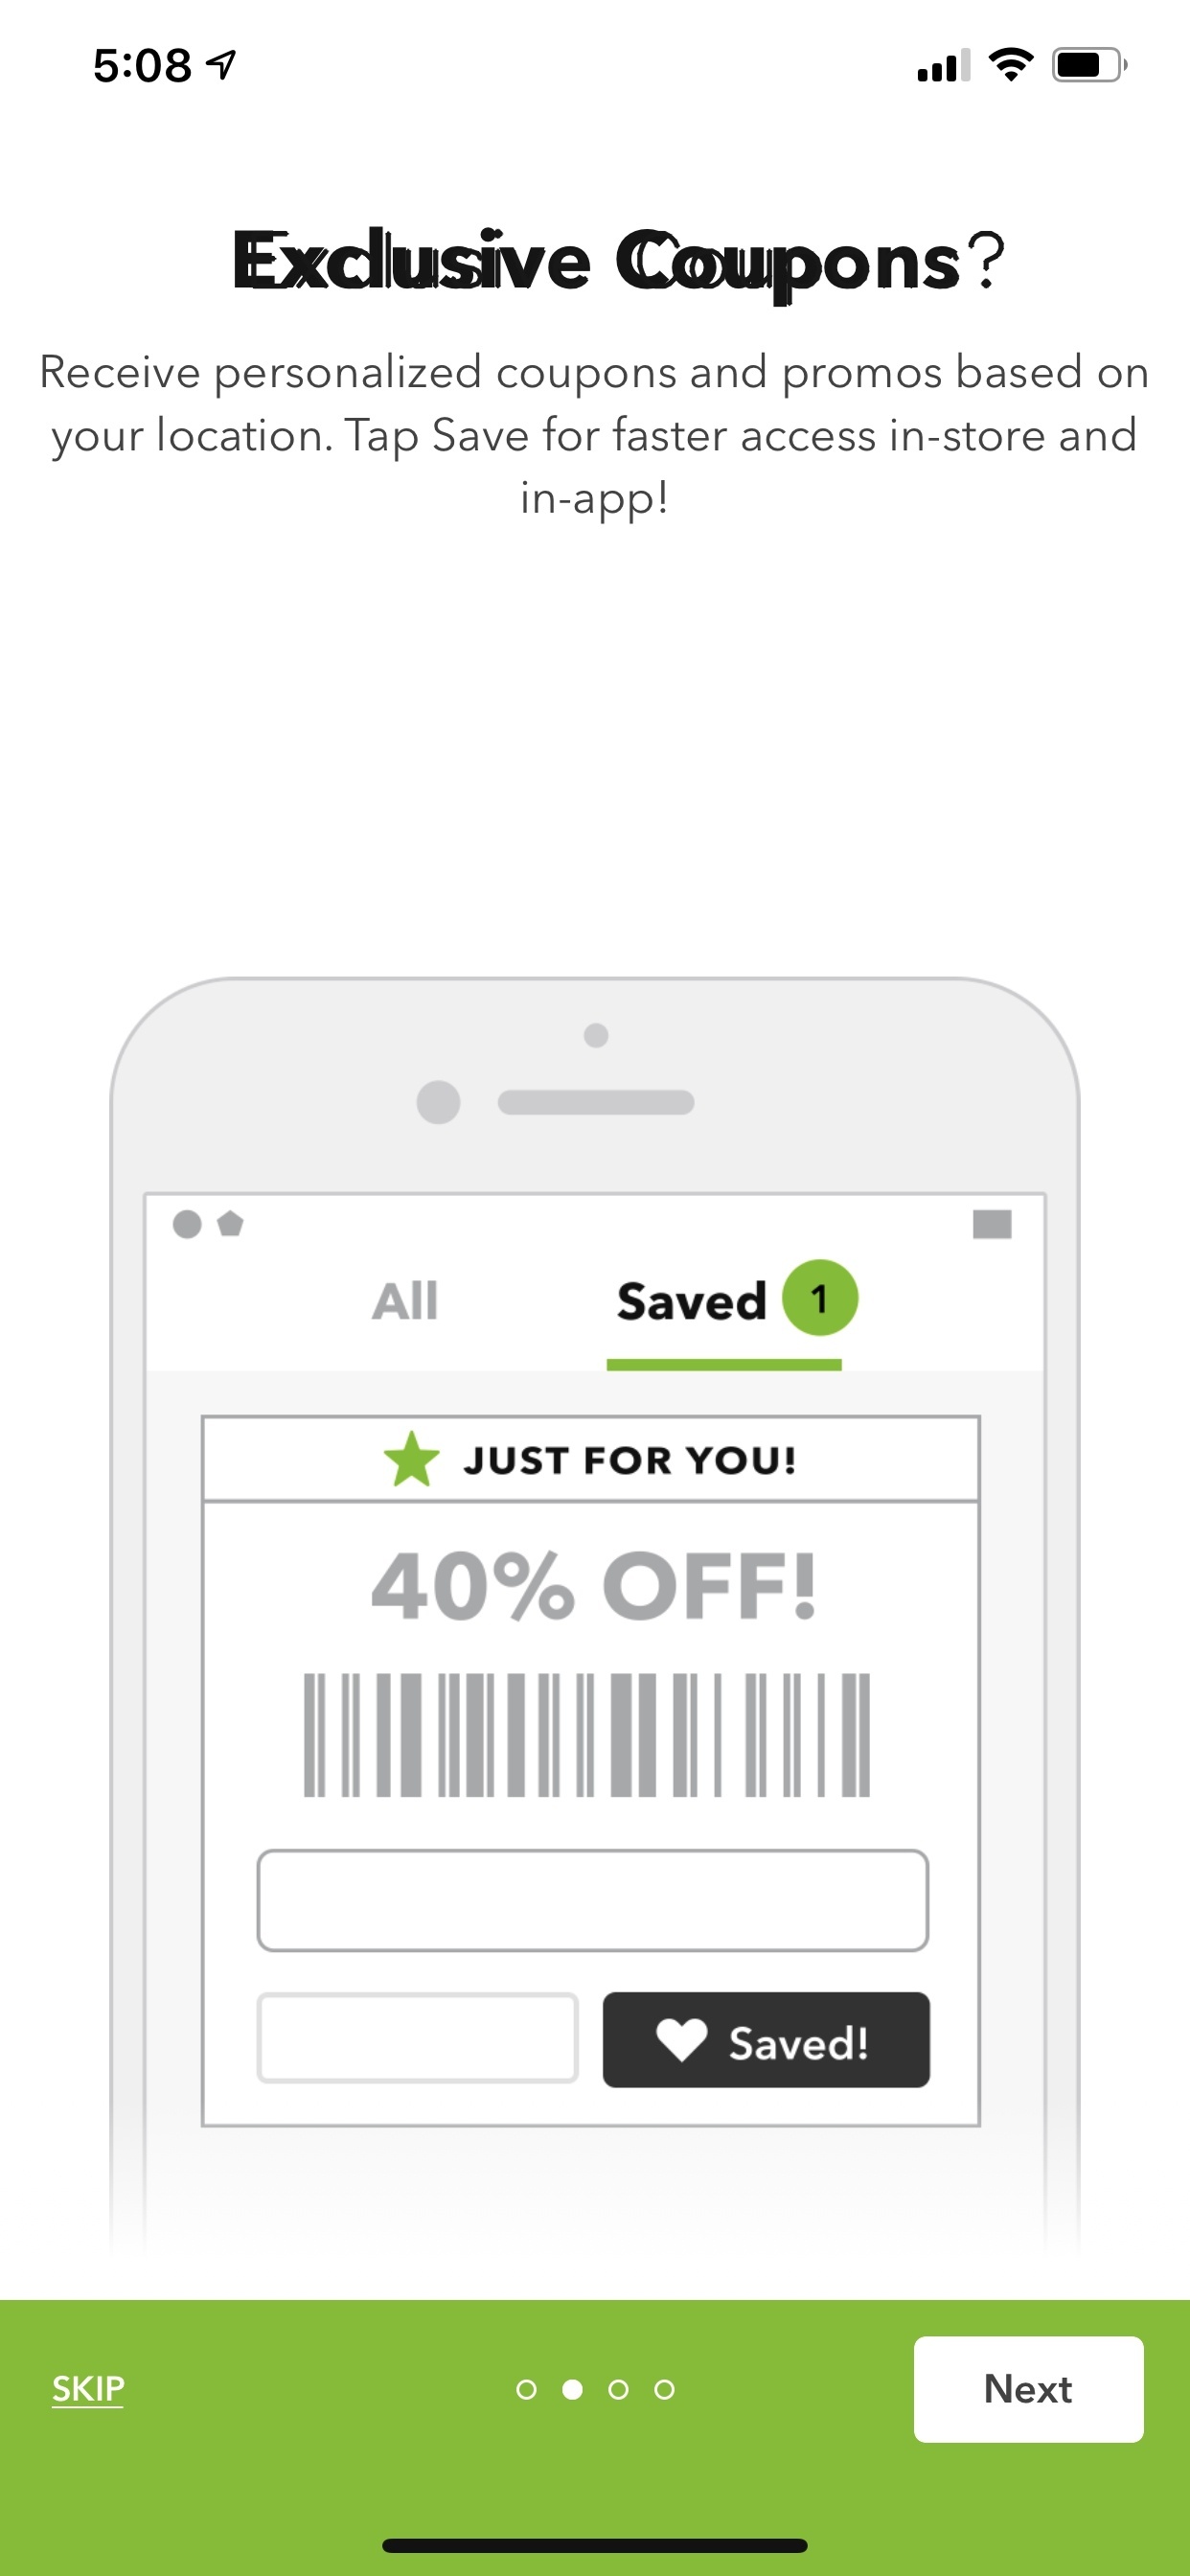 5:08
Exclusive Coupons?
Receive personalized coupons and promos based on
your location. Tap Save for faster access in-store and
in-app!
All Saved 1
JUST FOR YOU!
40% OFF!
Saved!
SKIP Next